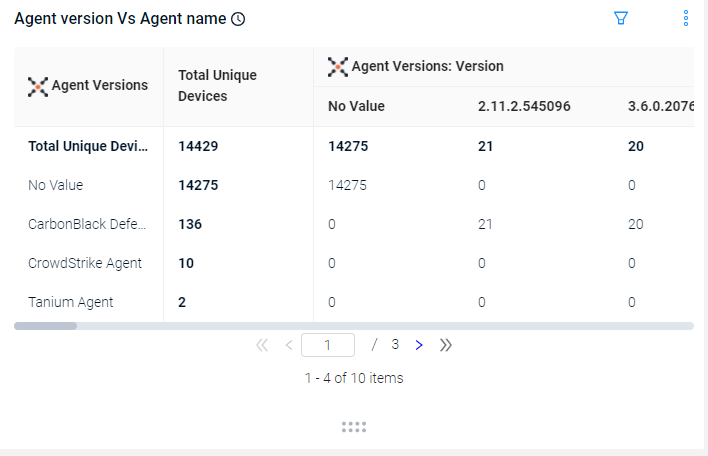 Agent version Vs Agent name
Agent Versions
Total Unique
Devices
Agent Versions: Version
No Value
2.11.2.545096
3.6.0.2076
Total Unique Devi... 14429 14275 21 20
No Value 14275 14275 0 0
CarbonBlack Defe... 136 0 21 20
CrowdStrike Agent 10 0 0 0
Tanium Agent 2 0 0 0
1 / 3
1 - 4 of 10 items